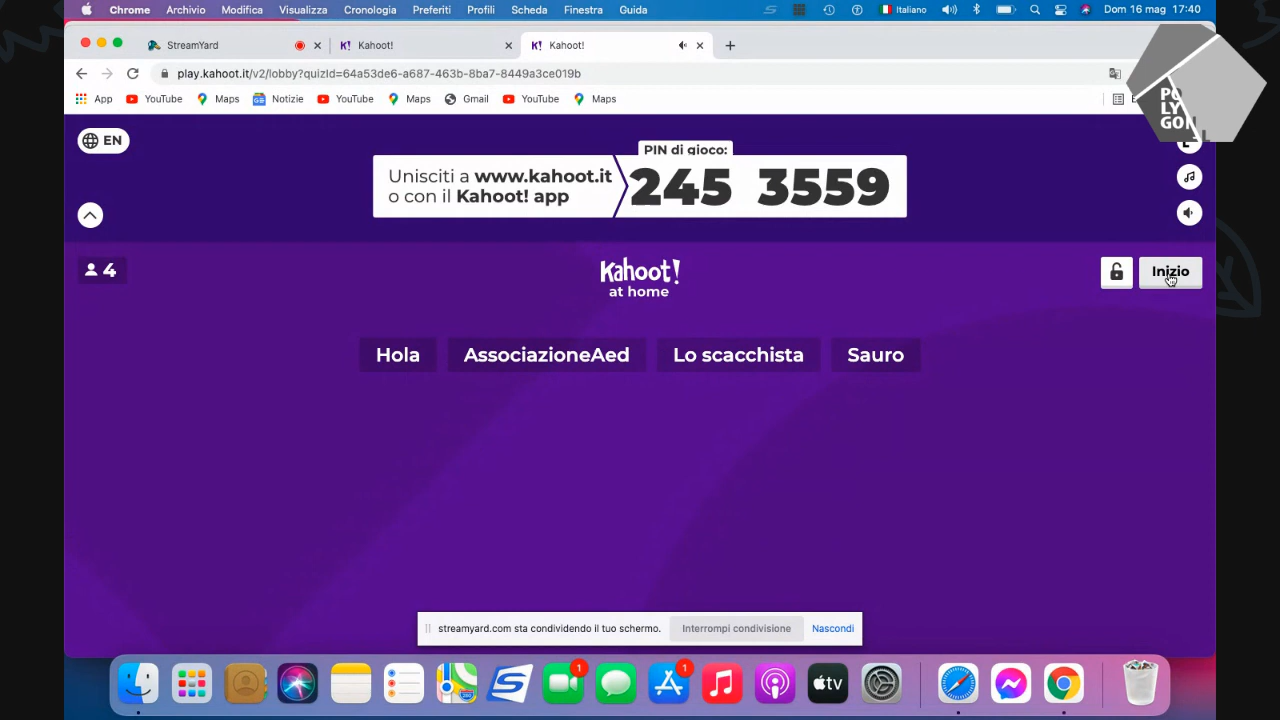 Chrome Archivio Modifica Visualizza Cronologia Preferiti Profili Scheda Finestra Guida Italiano Dom 16 mag 17:40
StreamYard Kahoot! Kahoot!
play.kahoot.it/v2/lobby?quizId=64a53de6-a687-463b-8ba7-8449a3ce019b
App YouTube Maps Notizie YouTube Maps Gmail YouTube Maps
PO
LY
GON
L
EN
PIN di gioco:
Unisciti a www.kahoot.it
o con il Kahoot! app
245 3559
4
Kahoot!
at home
Inizio
Hola AssociazioneAed Lo scacchista Sauro
streamyard.com sta condividendo il tuo schermo. Interrompi condivisione Nascondi
1 1 tv